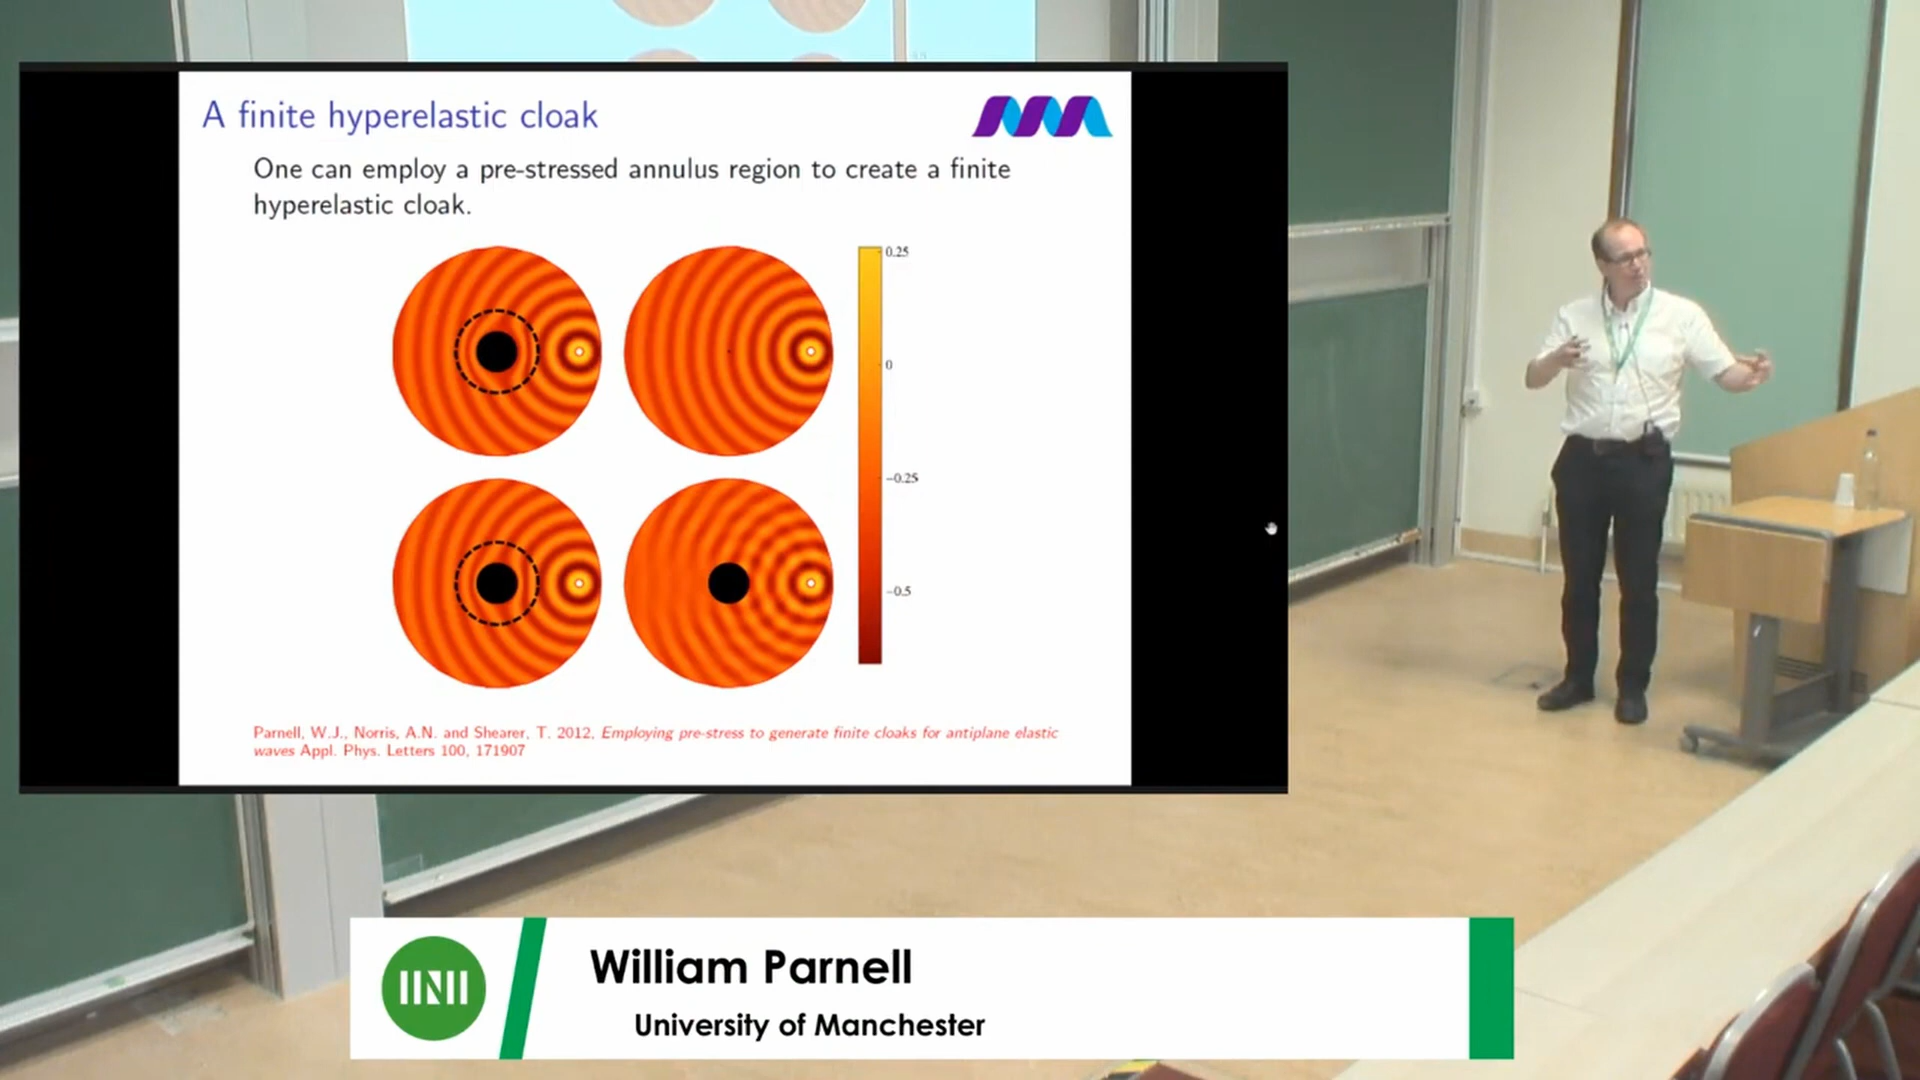 A finite hyperelastic cloak
One can employ a pre-stressed annulus region to create a finite
hyperelastic cloak.
0.25
0
−0.25
−0.5
Parnell, W.J., Norris, A.N. and Shearer, T. 2012, Employing pre-stress to generate finite cloaks for antiplane elastic
waves Appl. Phys. Letters 100, 171907
William Parnell
University of Manchester